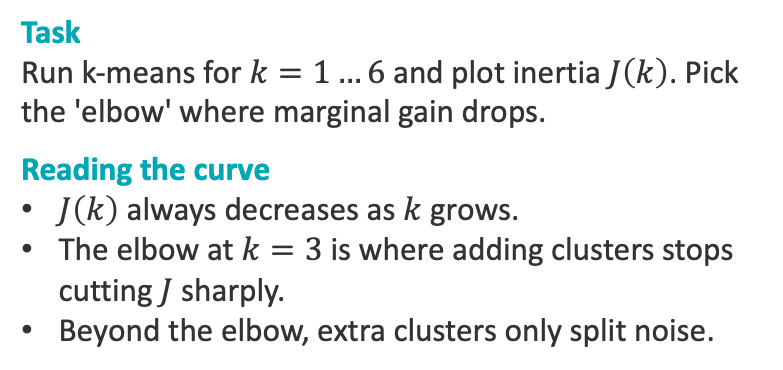 Task
Run k-means for k = 1 … 6 and plot inertia J(k). Pick
the 'elbow' where marginal gain drops.
Reading the curve
• J(k) always decreases as k grows.
• The elbow at k = 3 is where adding clusters stops
cutting J sharply.
• Beyond the elbow, extra clusters only split noise.